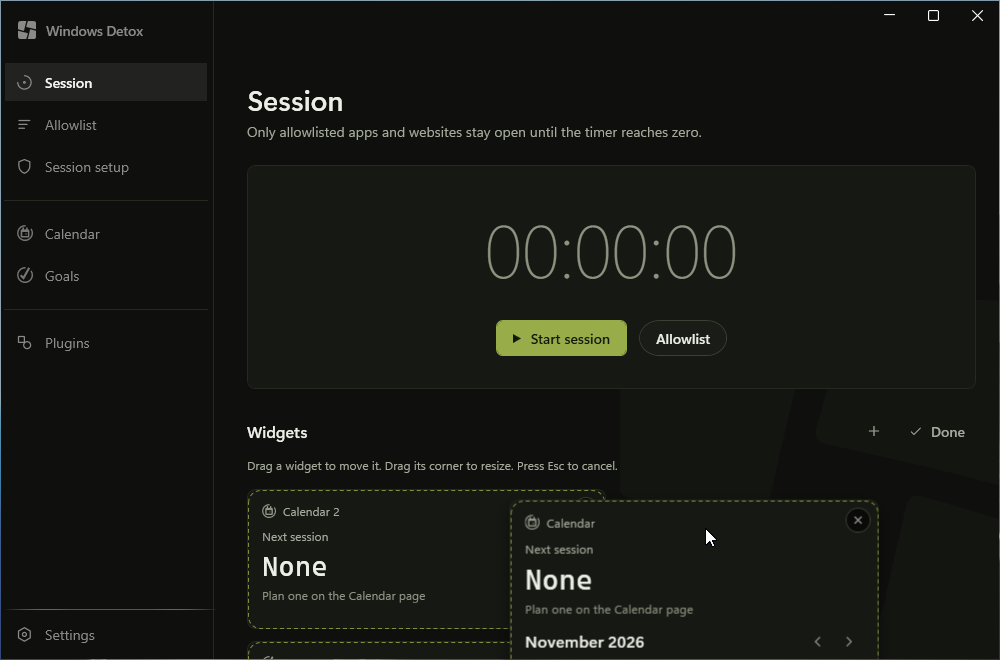 Windows Detox
Session
Allowlist
Session setup
Calendar
Goals
Plugins
Settings
Session
Only allowlisted apps and websites stay open until the timer reaches zero.
00:00:00
Start session
Allowlist
Widgets
Done
Drag a widget to move it. Drag its corner to resize. Press Esc to cancel.
Calendar 2
Next session
None
Plan one on the Calendar page
Calendar
Next session
None
Plan one on the Calendar page
November 2026